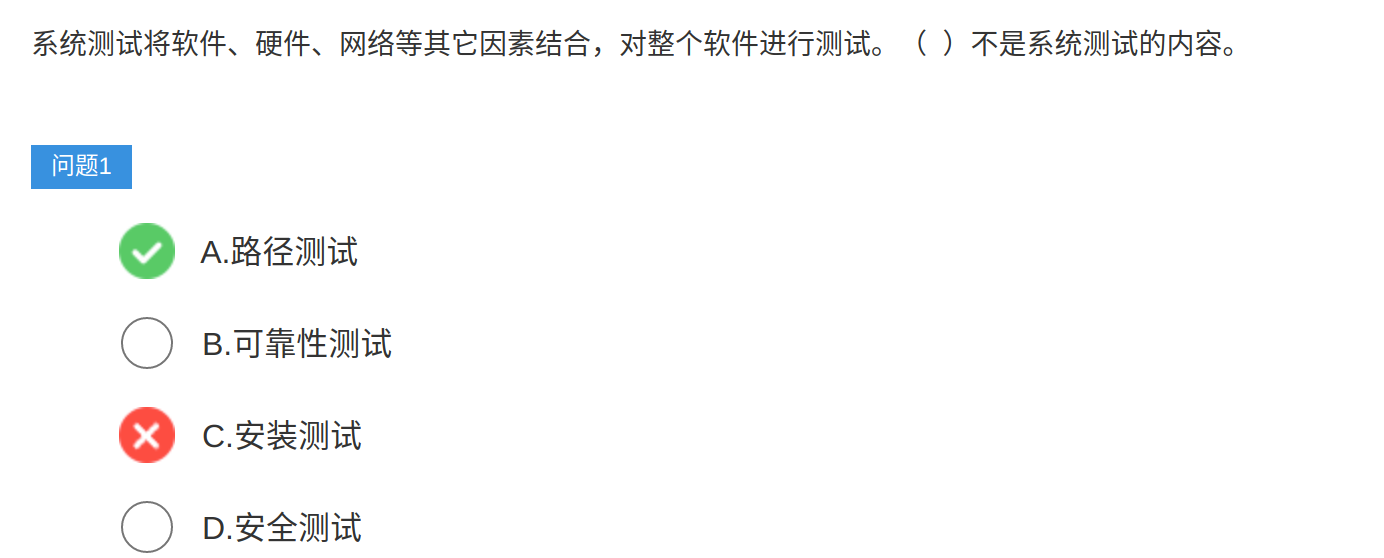 系统测试将软件、硬件、网络等其它因素结合，对整个软件进行测试。（ ）不是系统测试的内容。
问题1
A.路径测试
B.可靠性测试
C.安装测试
D.安全测试